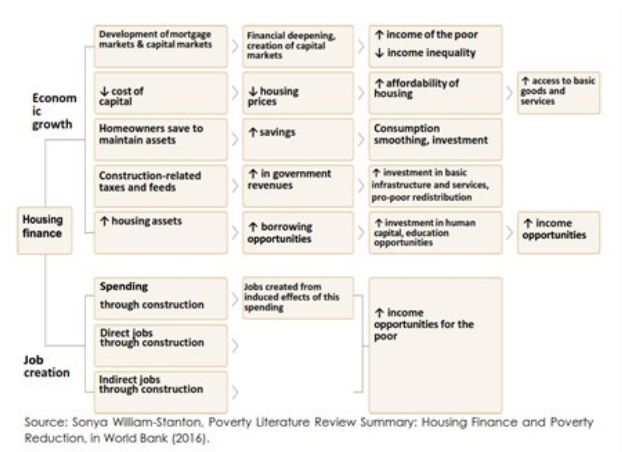 Development of mortgage
markets & capital markets
Financial deepening,
creation of capital
markets
↑ income of the poor
↓ income inequality
Econom
ic
growth
↓ cost of
capital
↓ housing
prices
↑ affordability of
housing
↑ access to basic
goods and
services
Homeowners save to
maintain assets
↑ savings
Consumption
smoothing, investment
Construction-related
taxes and feeds
↑ in government
revenues
↑ investment in basic
infrastructure and services,
pro-poor redistribution
Housing
finance
↑ housing assets
↑ borrowing
opportunities
↑ investment in human
capital, education
opportunities
↑ income
opportunities
Job
creation
Spending
through construction
Jobs created from
induced effects of this
spending
Direct jobs
through construction
Indirect jobs
through construction
↑ income
opportunities for the
poor
Source: Sonya William-Stanton, Poverty Literature Review Summary: Housing Finance and Poverty
Reduction, in World Bank (2016).